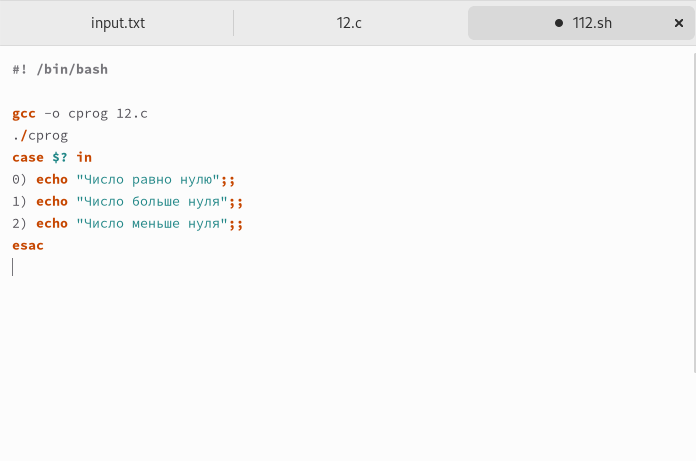 input.txt 12.c 112.sh
#! /bin/bash
gcc -o cprog 12.c
./cprog
case $? in
0) echo "Число равно нулю";;
1) echo "Число больше нуля";;
2) echo "Число меньше нуля";;
esac